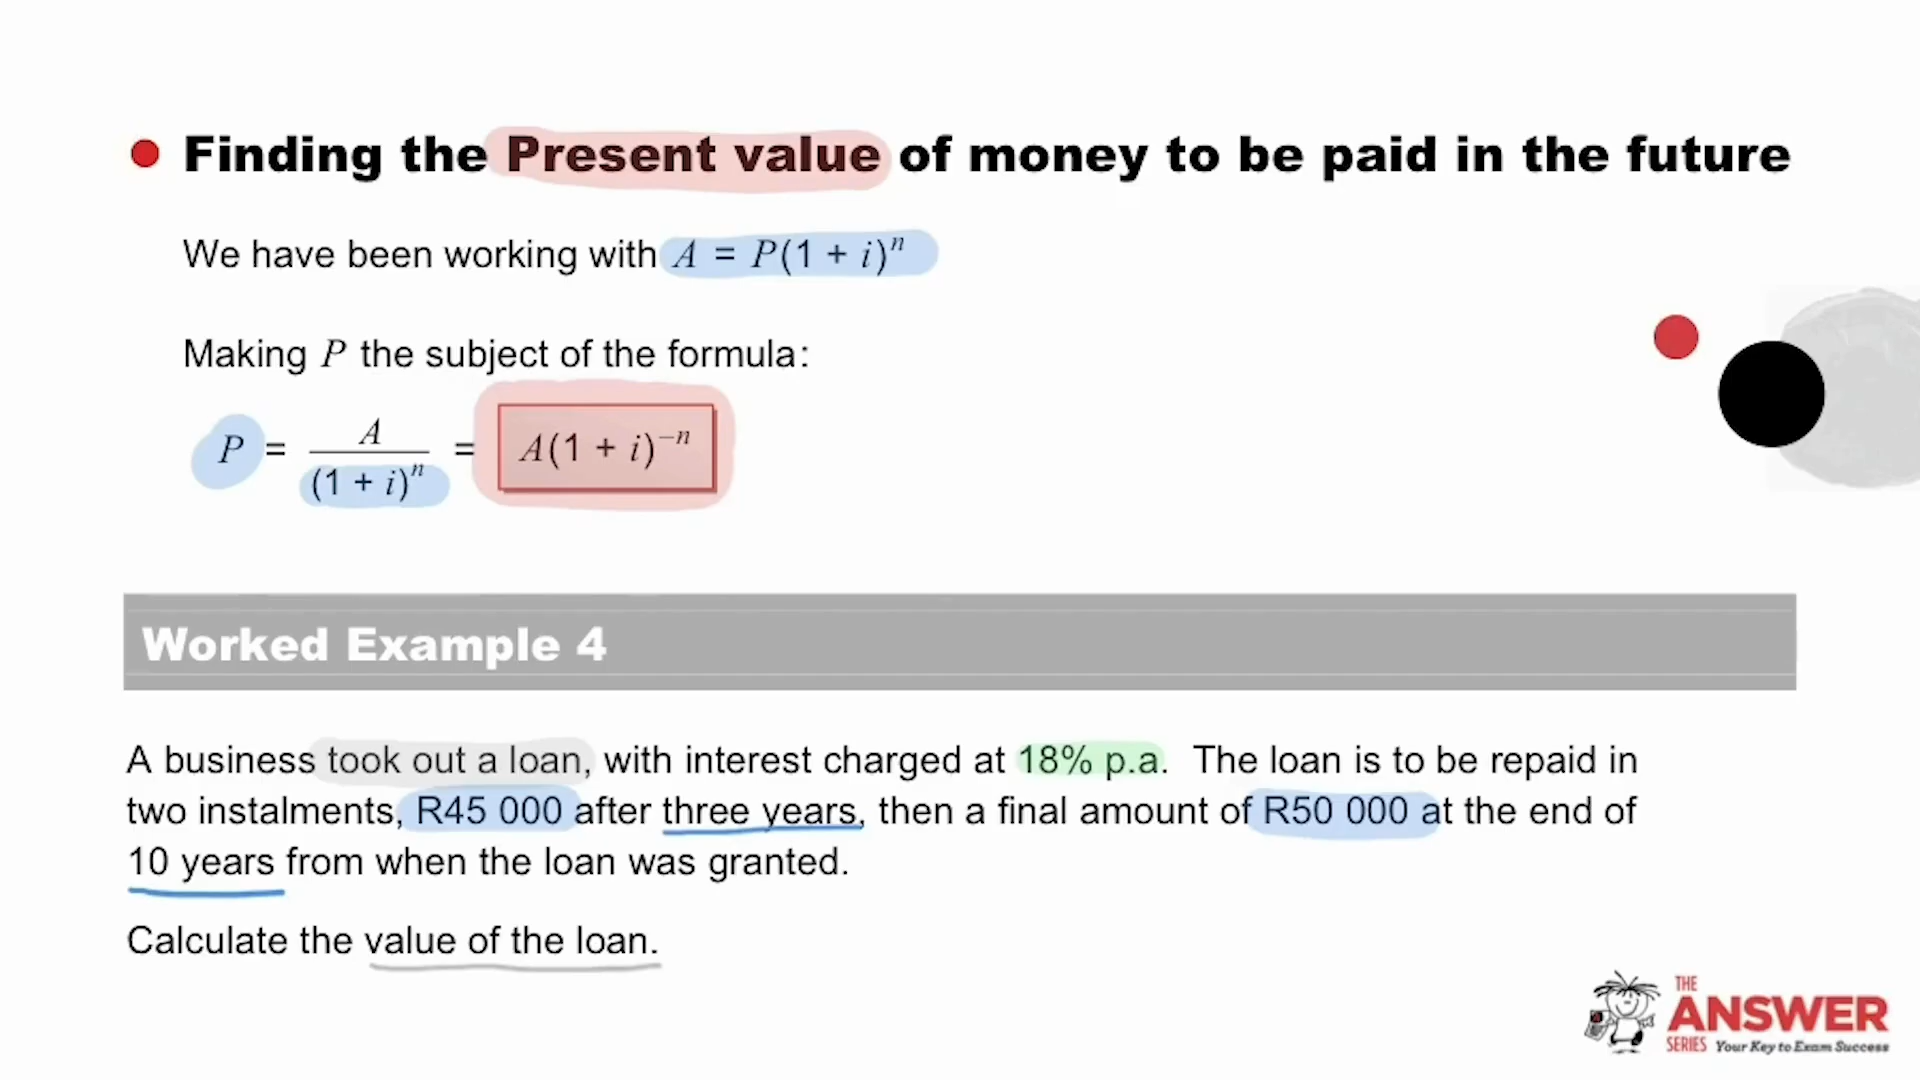 Finding the Present value of money to be paid in the future
We have been working with A = P(1 + i)ⁿ
Making P the subject of the formula:
P = A / (1 + i)ⁿ = A(1 + i)⁻ⁿ
Worked Example 4
A business took out a loan, with interest charged at 18% p.a. The loan is to be repaid in
two instalments, R45 000 after three years, then a final amount of R50 000 at the end of
10 years from when the loan was granted.
Calculate the value of the loan.
THE
ANSWER
SERIES Your Key to Exam Success